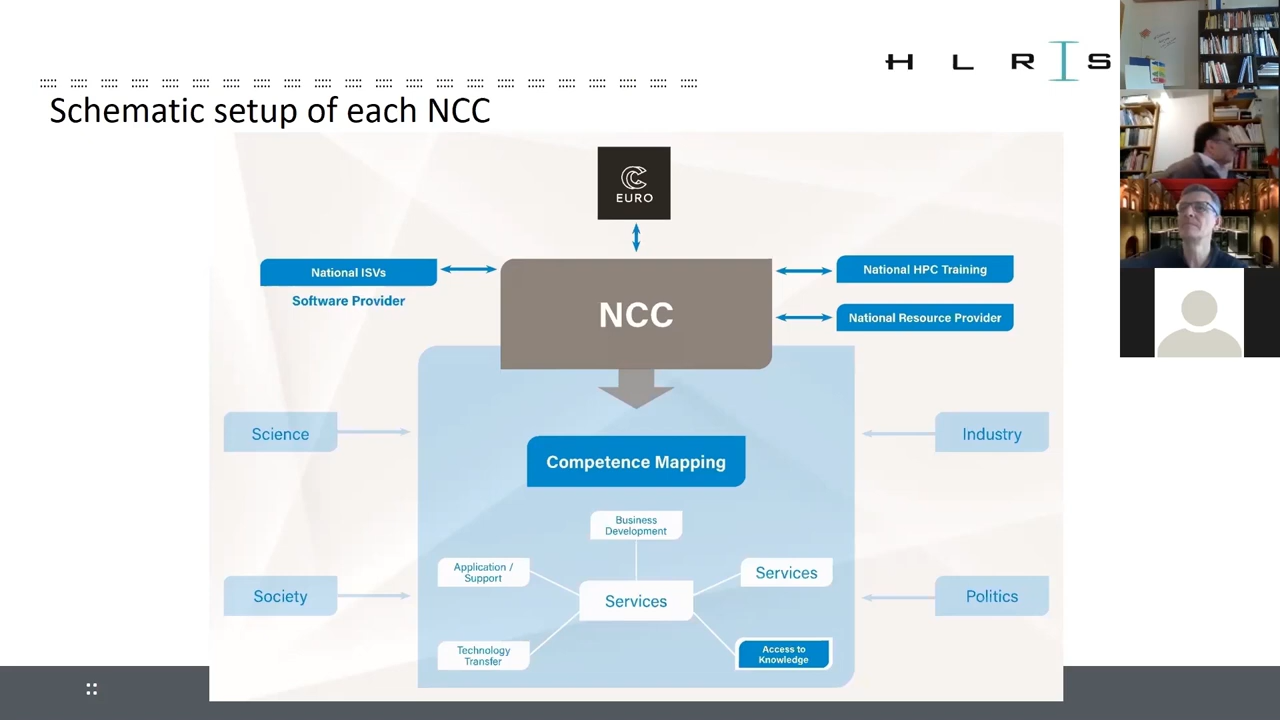 H L R I S
Schematic setup of each NCC
EURO
National ISVs
Software Provider
NCC
National HPC Training
National Resource Provider
Science
Industry
Competence Mapping
Business
Development
Application /
Support
Services
Services
Society
Politics
Technology
Transfer
Access to
Knowledge